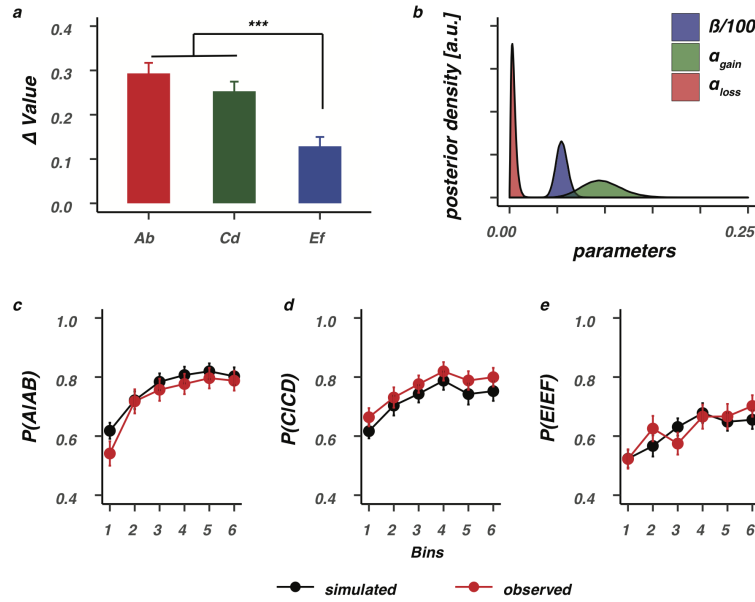 a
***
Δ Value
0.4
0.3
0.2
0.1
0.0
Ab
Cd
Ef
b
posterior density [a.u.]
ß/100
α gain
α loss
0.00
0.25
parameters
c
P(A|AB)
1.0
0.8
0.6
0.4
1 2 3 4 5 6
d
P(C|CD)
1.0
0.8
0.6
0.4
1 2 3 4 5 6
Bins
e
P(E|EF)
1.0
0.8
0.6
0.4
1 2 3 4 5 6
simulated
observed